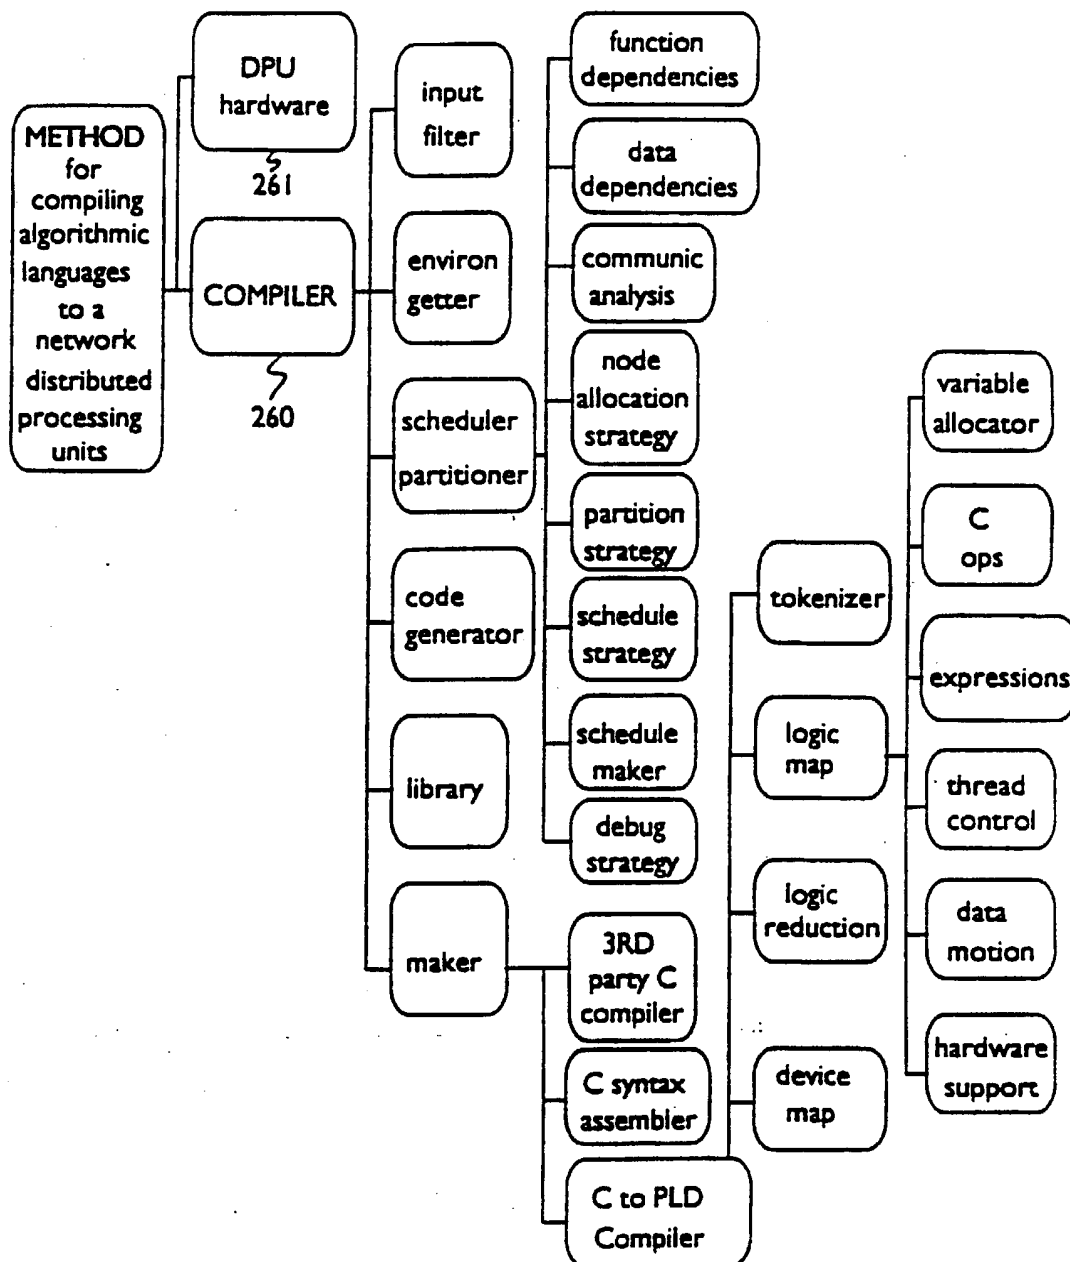 METHOD
for
compiling
algorithmic
languages
to a
network
distributed
processing
units
DPU
hardware
261
COMPILER
260
input
filter
environ
getter
scheduler
partitioner
code
generator
library
maker
function
dependencies
data
dependencies
communic
analysis
node
allocation
strategy
partition
strategy
schedule
strategy
schedule
maker
debug
strategy
3RD
party C
compiler
C syntax
assembler
C to PLD
Compiler
tokenizer
logic
map
logic
reduction
device
map
variable
allocator
C
ops
expressions
thread
control
data
motion
hardware
support